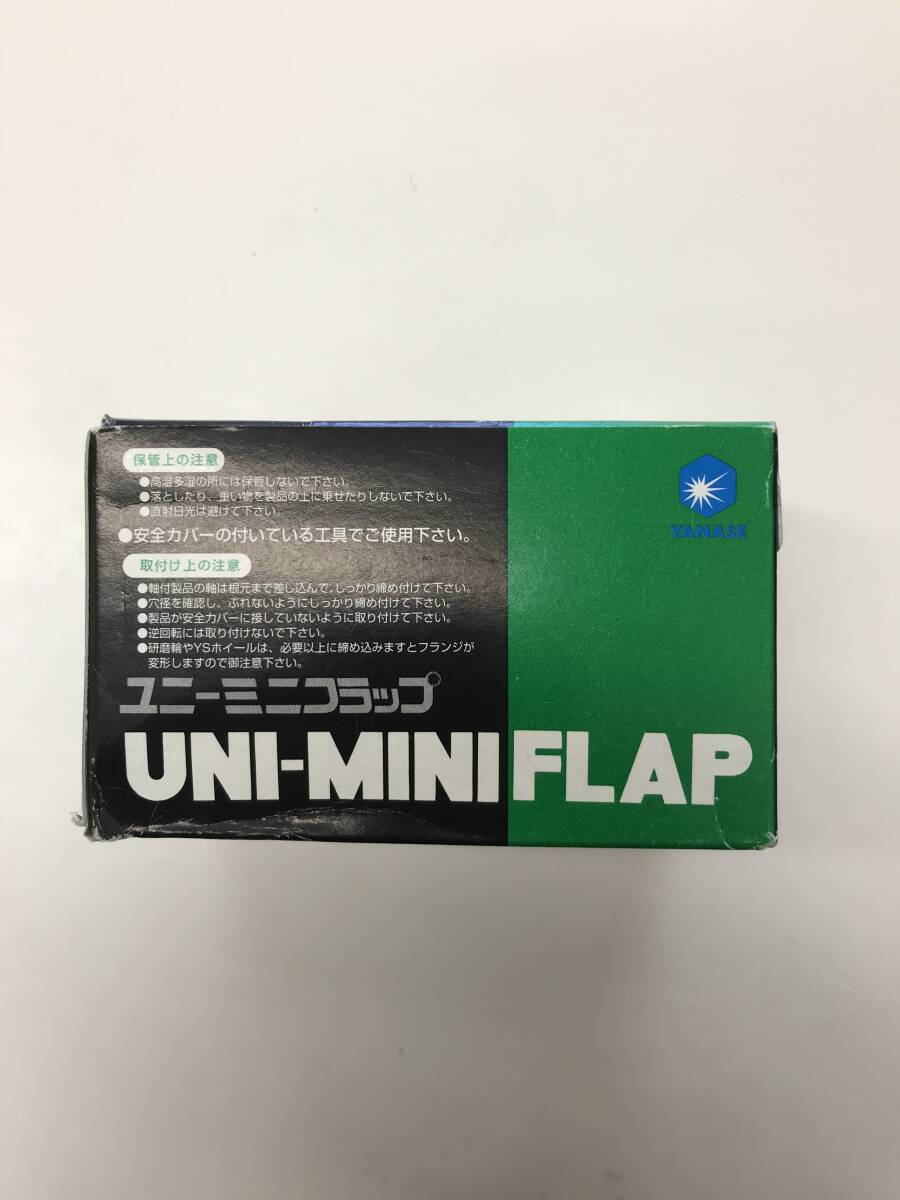 保管上の注意
●高温多湿の所には保管しないで下さい。
●落としたり、重い物を製品の上に乗せたりしないで下さい。
●直射日光は避けて下さい。
●安全カバーの付いている工具でご使用下さい。
取付け上の注意
●軸付製品の軸は根元まで差し込んで、しっかり締め付けて下さい。
●穴径を確認し、ぶれないようにしっかり締め付けて下さい。
●製品が安全カバーに接していないように取り付けて下さい。
●逆回転には取り付けないで下さい。
●研磨輪やYSホイールは、必要以上に締め込みますとフランジが
変形しますので御注意下さい。
ユニーミニフラップ
UNI-MINI FLAP
YANASE